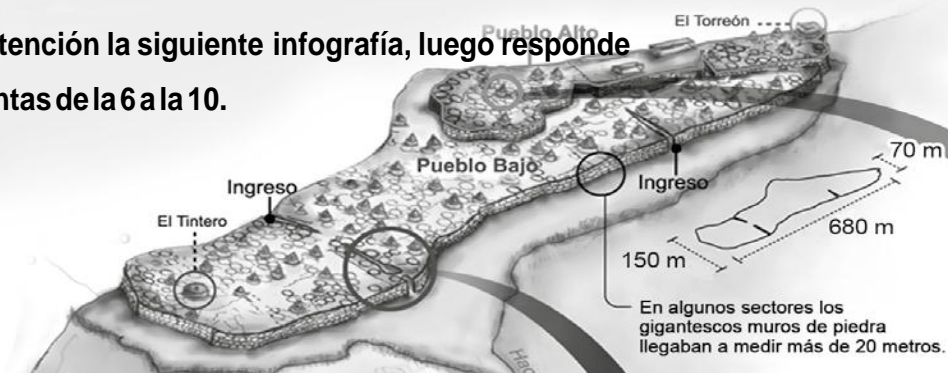 tención la siguiente infografía, luego responde
ntas de la 6 a la 10.
El Torreón
Pueblo Alto
Pueblo Bajo
Ingreso
Ingreso
El Tintero
70 m
680 m
150 m
En algunos sectores los
gigantescos muros de piedra
llegaban a medir más de 20 metros.